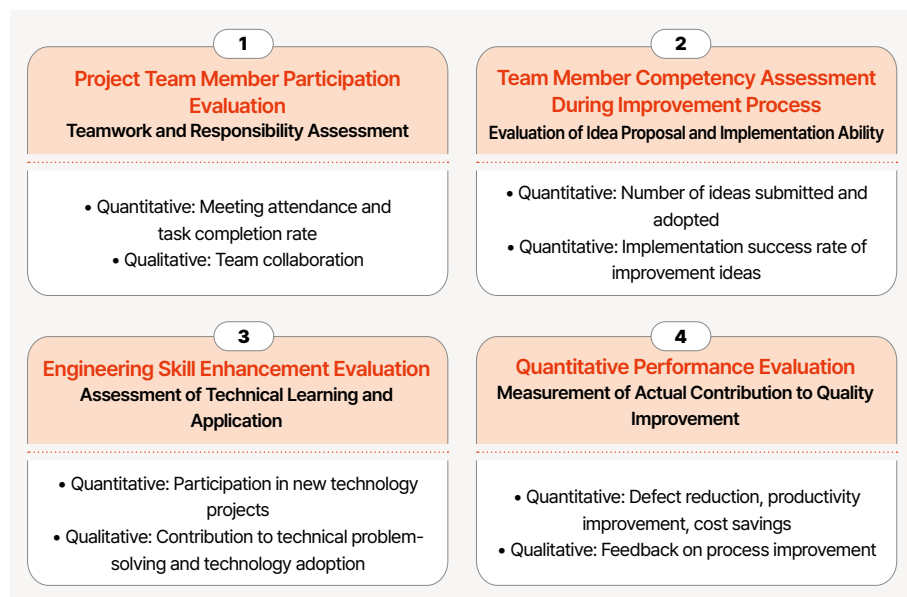 1
Project Team Member Participation
Evaluation
Teamwork and Responsibility Assessment
• Quantitative: Meeting attendance and
task completion rate
• Qualitative: Team collaboration
2
Team Member Competency Assessment
During Improvement Process
Evaluation of Idea Proposal and Implementation Ability
• Quantitative: Number of ideas submitted and
adopted
• Quantitative: Implementation success rate of
improvement ideas
3
Engineering Skill Enhancement Evaluation
Assessment of Technical Learning and
Application
• Quantitative: Participation in new technology
projects
• Qualitative: Contribution to technical problem-
solving and technology adoption
4
Quantitative Performance Evaluation
Measurement of Actual Contribution to Quality
Improvement
• Quantitative: Defect reduction, productivity
improvement, cost savings
• Qualitative: Feedback on process improvement